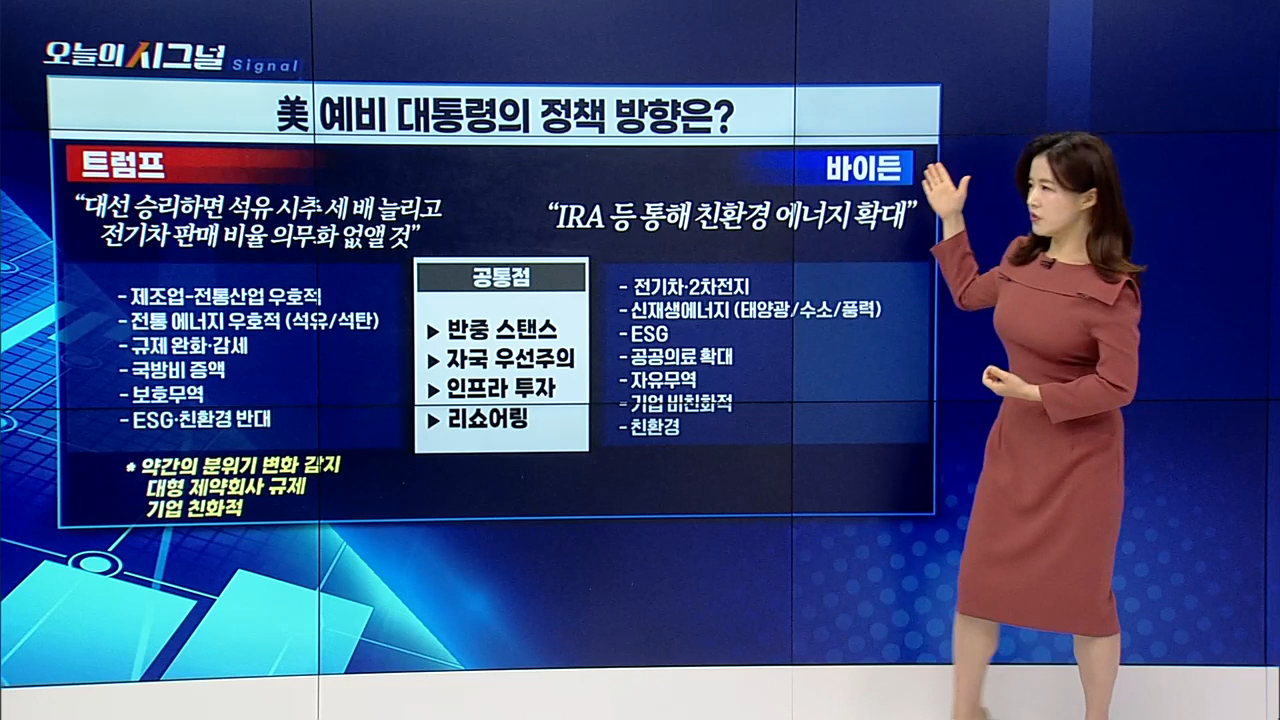 오늘의 시그널 Signal
美 예비 대통령의 정책 방향은?
트럼프
“대선 승리하면 석유 시추 세 배 늘리고
전기차 판매 비율 의무화 없앨 것”
- 제조업-전통산업 우호적
- 전통 에너지 우호적 (석유/석탄)
- 규제 완화·감세
- 국방비 증액
- 보호무역
- ESG·친환경 반대
* 약간의 분위기 변화 감지
대형 제약회사 규제
기업 친화적
공통점
▶ 반중 스탠스
▶ 자국 우선주의
▶ 인프라 투자
▶ 리쇼어링
바이든
“IRA 등 통해 친환경 에너지 확대”
- 전기차·2차전지
- 신재생에너지 (태양광/수소/풍력)
- ESG
- 공공의료 확대
- 자유무역
- 기업 비친화적
- 친환경